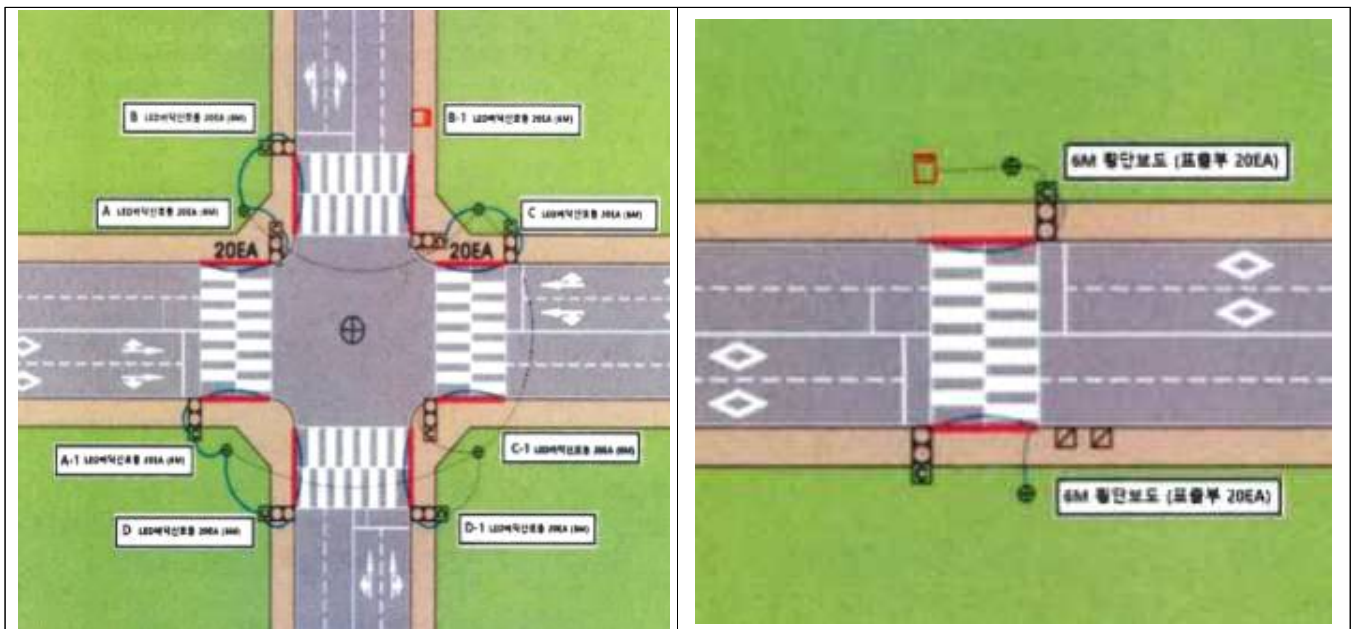 B LED바닥신호등 20EA (6M)
B-1 LED바닥신호등 20EA (6M)
A LED바닥신호등 20EA (6M)
C LED바닥신호등 20EA (6M)
20EA
20EA
A-1 LED바닥신호등 20EA (6M)
C-1 LED바닥신호등 20EA (6M)
D LED바닥신호등 20EA (6M)
D-1 LED바닥신호등 20EA (6M)
6M 횡단보도 (표출부 20EA)
6M 횡단보도 (표출부 20EA)